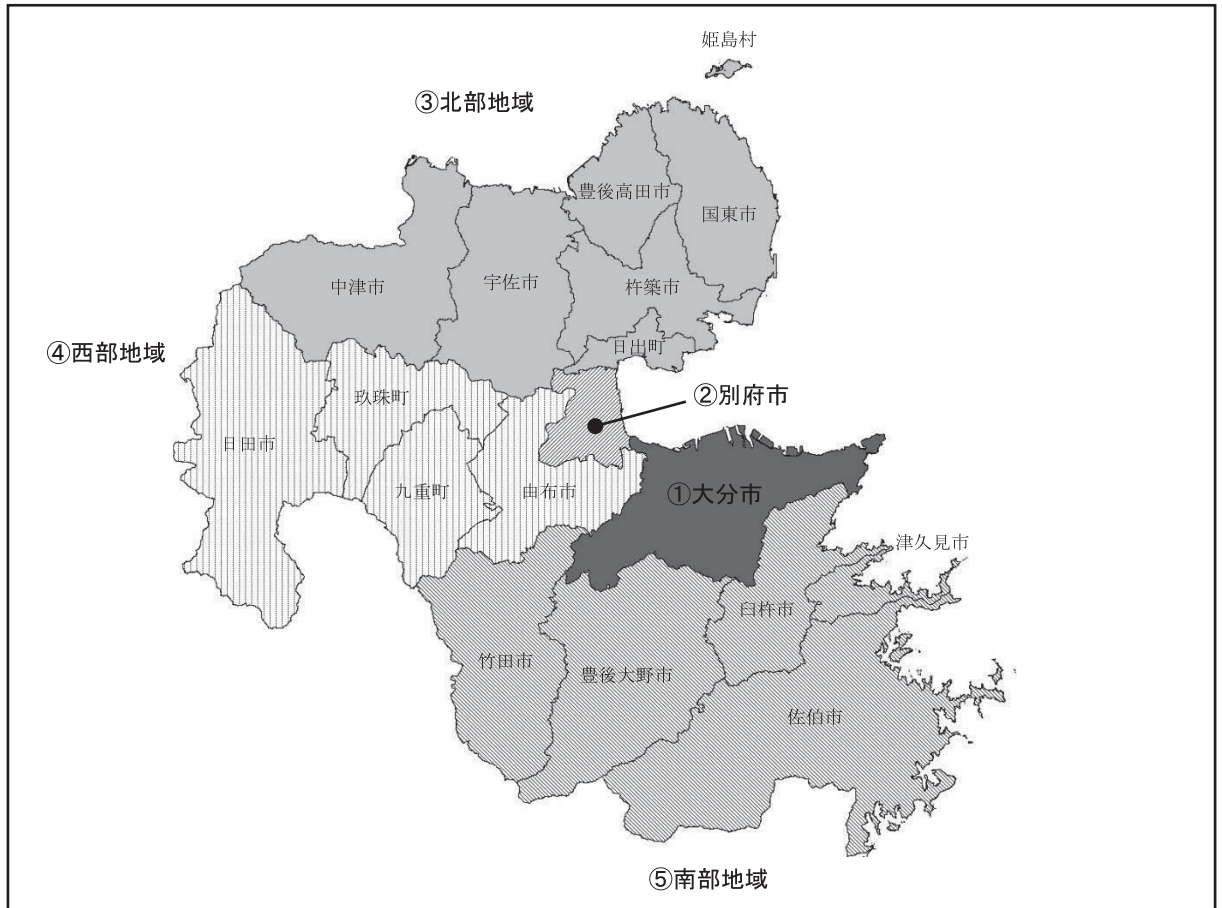 姫島村
③北部地域
豊後高田市
国東市
中津市
宇佐市
杵築市
日出町
④西部地域
玖珠町
②別府市
日田市
九重町
由布市
①大分市
津久見市
臼杵市
竹田市
豊後大野市
佐伯市
⑤南部地域